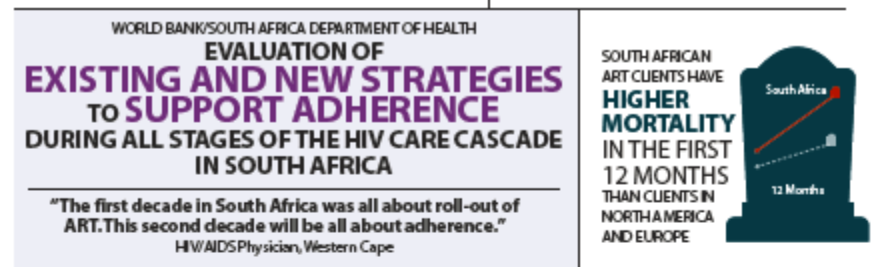 WORLD BANK/SOUTH AFRICA DEPARTMENT OF HEALTH
EVALUATION OF
EXISTING AND NEW STRATEGIES
TO SUPPORT ADHERENCE
DURING ALL STAGES OF THE HIV CARE CASCADE
IN SOUTH AFRICA
“The first decade in South Africa was all about roll-out of
ART. This second decade will be all about adherence.”
HIV/AIDS Physician, Western Cape
SOUTH AFRICAN
ART CLIENTS HAVE
HIGHER
MORTALITY
IN THE FIRST
12 MONTHS
THAN CLIENTS IN
NORTH AMERICA
AND EUROPE
South Africa
12 Months